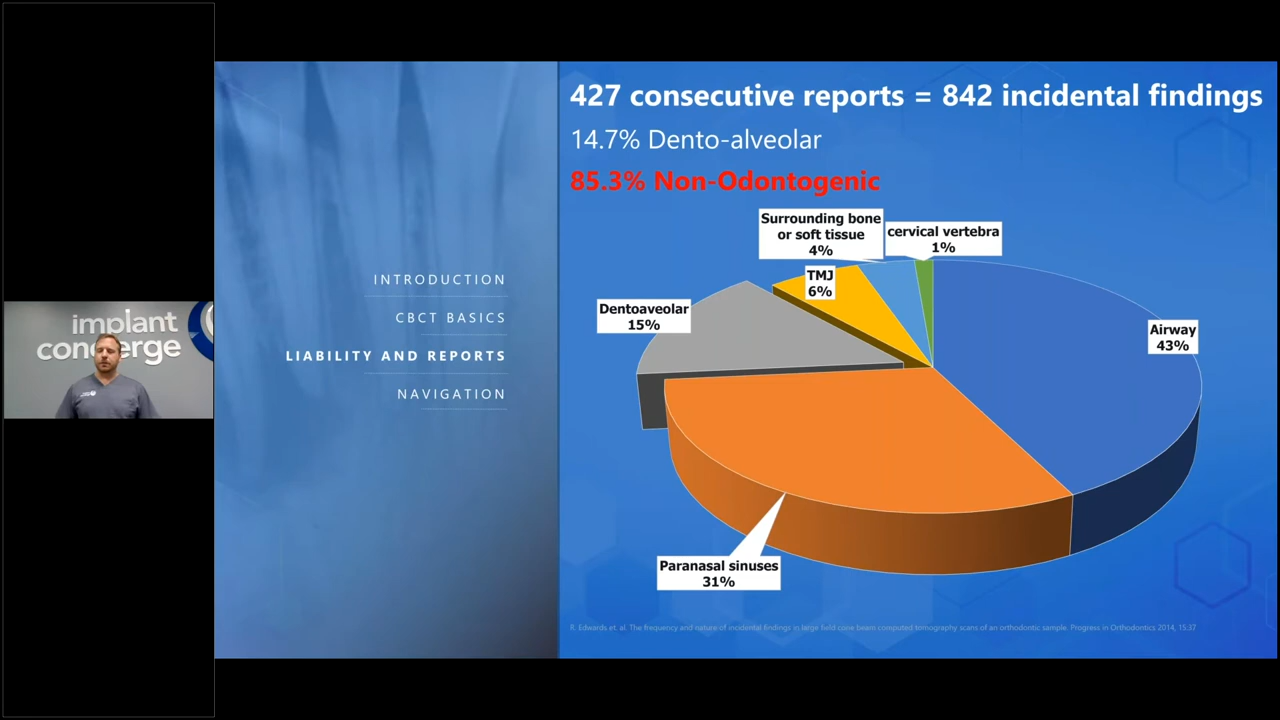 implant
concierge
INTRODUCTION
CBCT BASICS
LIABILITY AND REPORTS
NAVIGATION
427 consecutive reports = 842 incidental findings
14.7% Dento-alveolar
85.3% Non-Odontogenic
Surrounding bone
or soft tissue
4%
cervical vertebra
1%
TMJ
6%
Dentoaveolar
15%
Airway
43%
Paranasal sinuses
31%
R. Edwards et. al. The frequency and nature of incidental findings in large field cone beam computed tomography scans of an orthodontic sample. Progress in Orthodontics 2014, 15:37